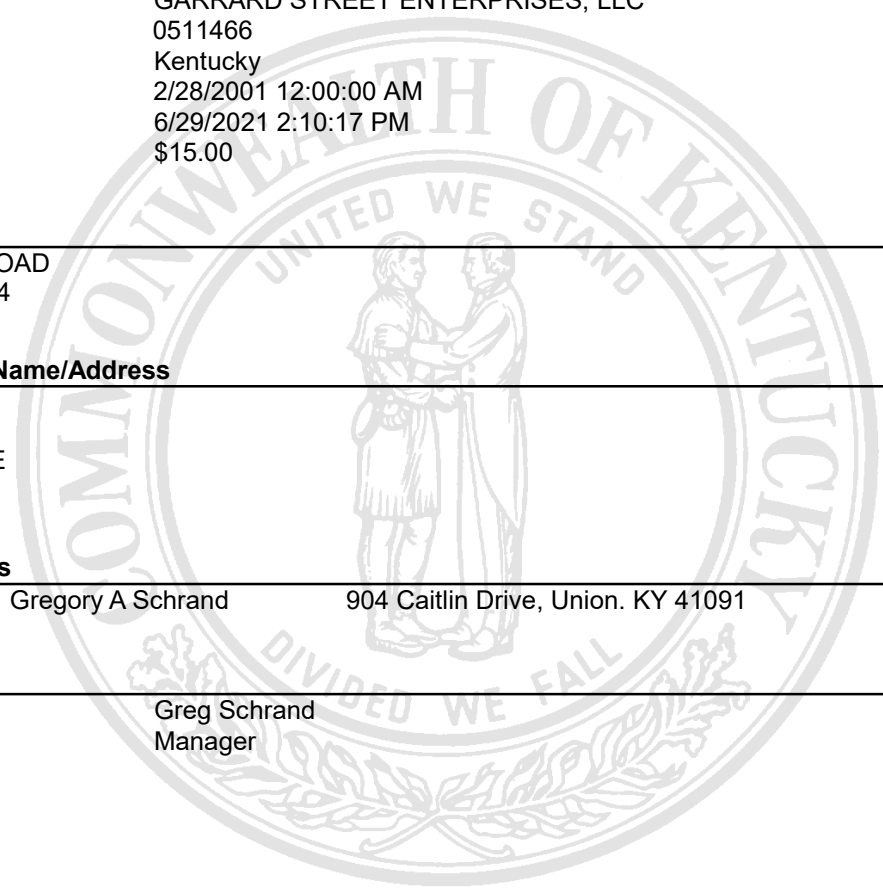 GARRARD STREET ENTERPRISES, LLC
0511466
Kentucky
2/28/2001 12:00:00 AM
6/29/2021 2:10:17 PM
$15.00
OAD
4
Name/Address
E
s
Gregory A Schrand 904 Caitlin Drive, Union. KY 41091
Greg Schrand
Manager
COMMONWEALTH OF KENTUCKY
UNITED WE STAND
DIVIDED WE FALL